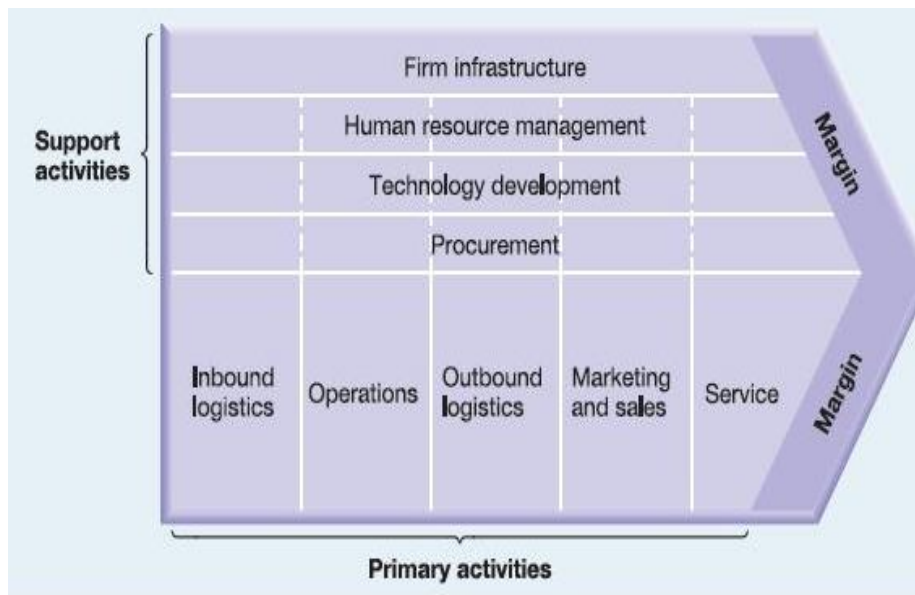 Firm infrastructure
Human resource management
Technology development
Procurement
Support
activities
Margin
Margin
Inbound
logistics
Operations
Outbound
logistics
Marketing
and sales
Service
Primary activities